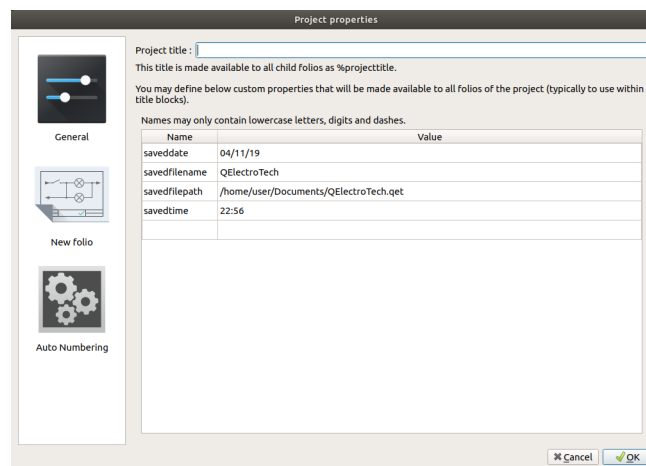 Project properties
Project title :
This title is made available to all child folios as %projecttitle.
You may define below custom properties that will be made available to all folios of the project (typically to use within
title blocks).
Names may only contain lowercase letters, digits and dashes.
General
Name Value
saveddate 04/11/19
savedfilename QElectroTech
savedfilepath /home/user/Documents/QElectroTech.qet
savedtime 22:56
New folio
Auto Numbering
Cancel OK